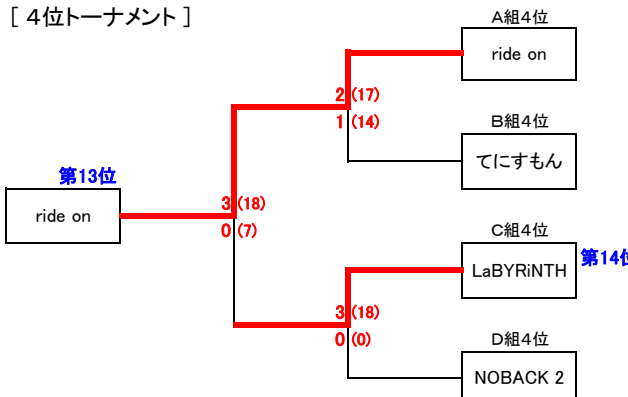 [ 4位トーナメント ]
A組4位
ride on
2 (17)
1 (14)
B組4位
てにすもん
第13位
ride on
3 (18)
0 (7)
C組4位
LaBYRiNTH
第14位
3 (18)
0 (0)
D組4位
NOBACK 2